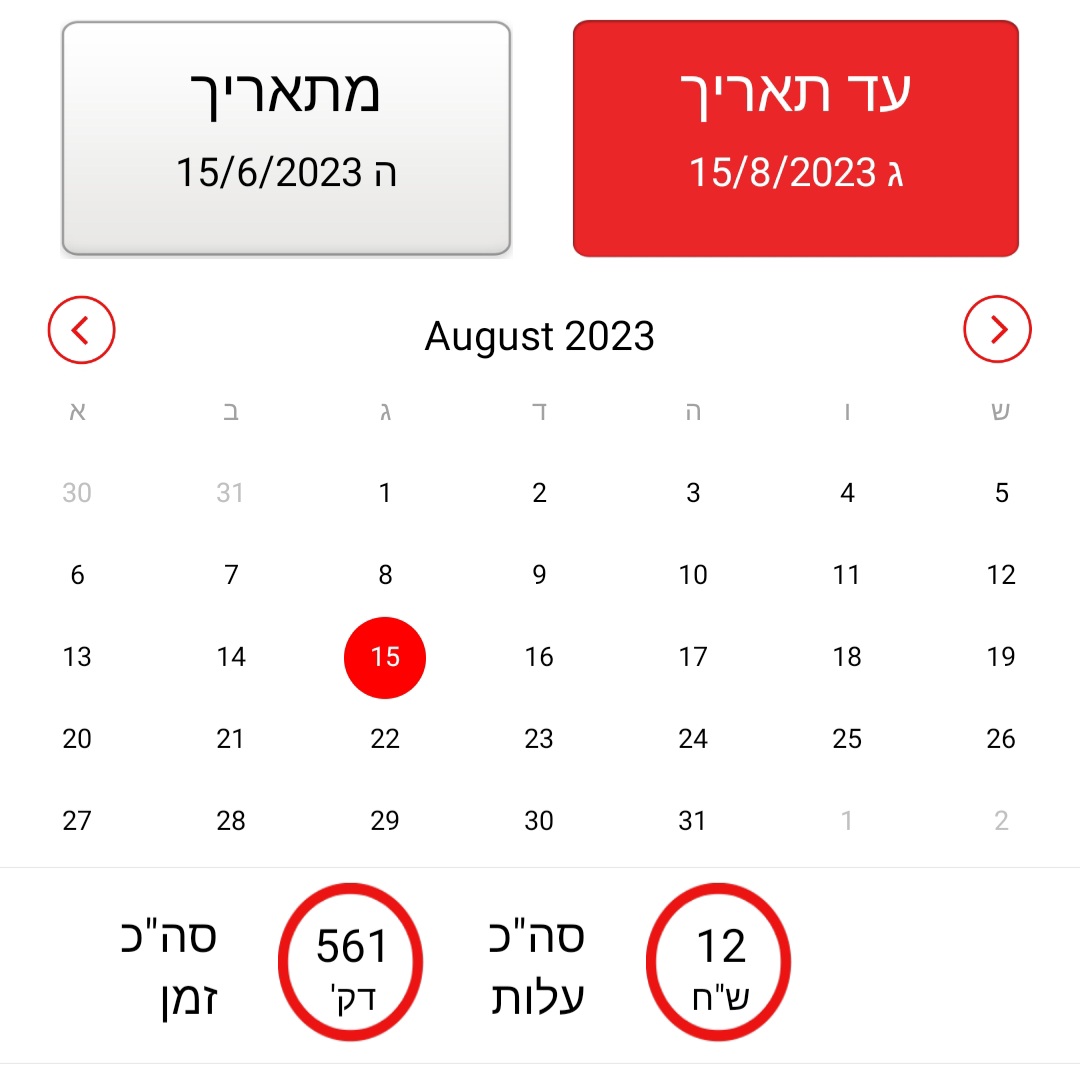 מתאריך
ה 15/6/2023
עד תאריך
ג 15/8/2023
August 2023
א ב ג ד ה ו ש
30 31 1 2 3 4 5
6 7 8 9 10 11 12
13 14 15 16 17 18 19
20 21 22 23 24 25 26
27 28 29 30 31 1 2
סה"כ
זמן
561
דק'
סה"כ
עלות
12
ש"ח